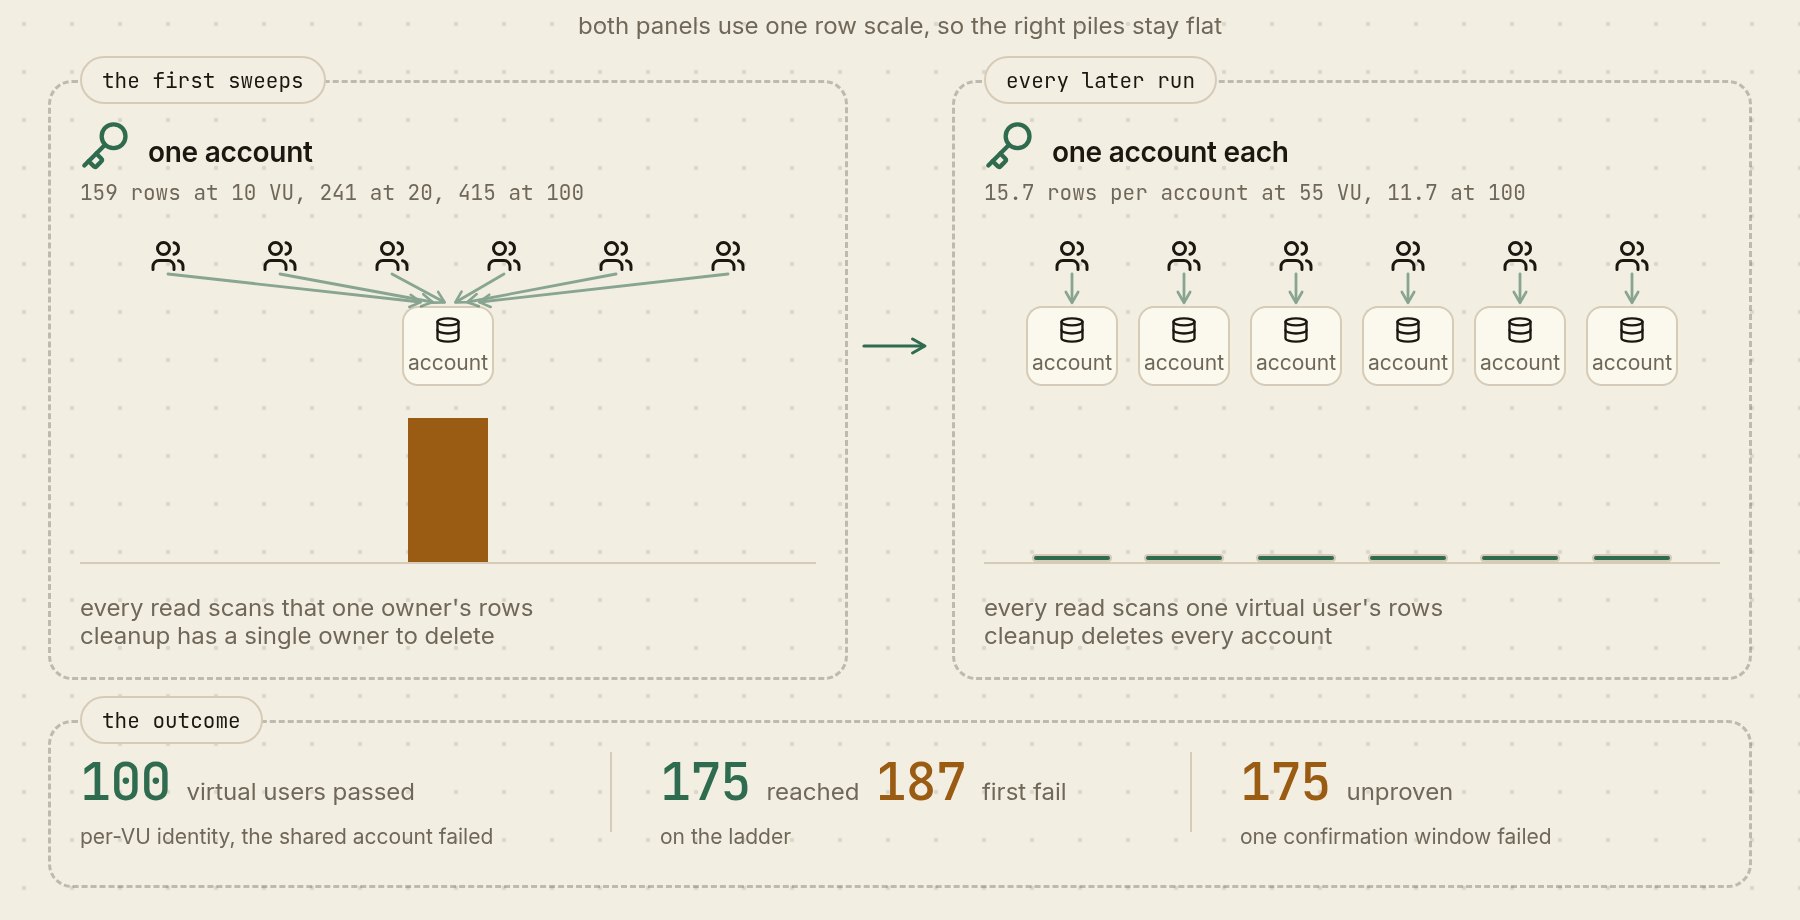 both panels use one row scale, so the right piles stay flat
the first sweeps
one account
159 rows at 10 VU, 241 at 20, 415 at 100
account
every read scans that one owner's rows
cleanup has a single owner to delete
every later run
one account each
15.7 rows per account at 55 VU, 11.7 at 100
account account account account account account
every read scans one virtual user's rows
cleanup deletes every account
the outcome
100 virtual users passed
per-VU identity, the shared account failed
175 reached 187 first fail
on the ladder
175 unproven
one confirmation window failed